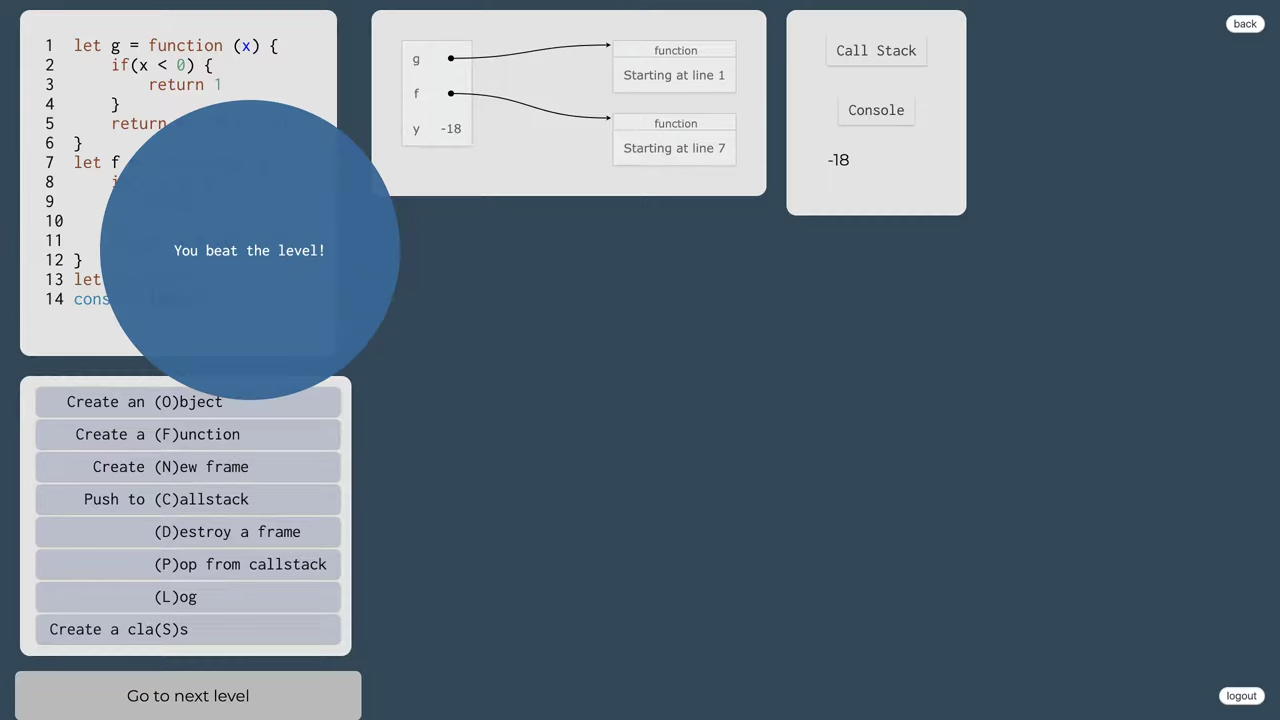 1 let g = function (x) {
2 if(x < 0) {
3 return 1
4 }
5 return
6 }
7 let f
8
9
10
11
12 }
13 let
14 cons
You beat the level!
g
f
y -18
function
Starting at line 1
function
Starting at line 7
Call Stack
Console
-18
back
Create an (O)bject
Create a (F)unction
Create (N)ew frame
Push to (C)allstack
(D)estroy a frame
(P)op from callstack
(L)og
Create a cla(S)s
Go to next level
logout